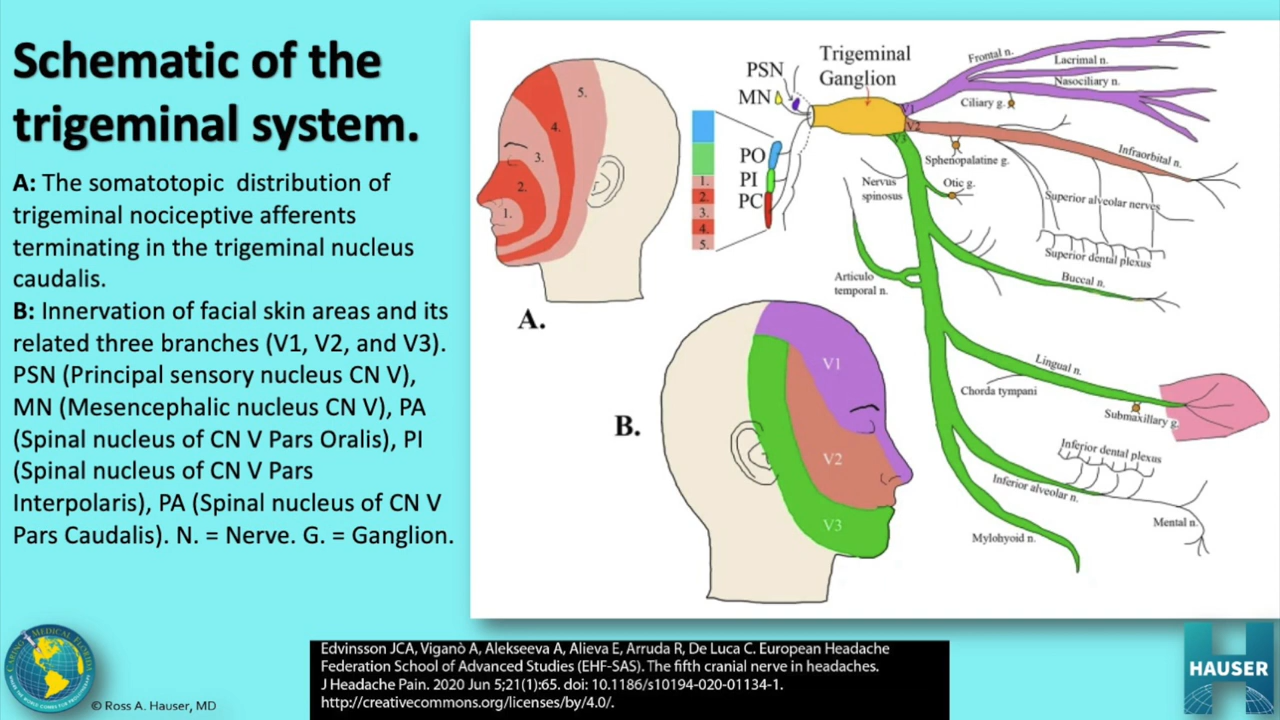 Schematic of the
trigeminal system.
A: The somatotopic distribution of
trigeminal nociceptive afferents
terminating in the trigeminal nucleus
caudalis.
B: Innervation of facial skin areas and its
related three branches (V1, V2, and V3).
PSN (Principal sensory nucleus CN V),
MN (Mesencephalic nucleus CN V), PA
(Spinal nucleus of CN V Pars Oralis), PI
(Spinal nucleus of CN V Pars
Interpolaris), PA (Spinal nucleus of CN V
Pars Caudalis). N. = Nerve. G. = Ganglion.
5.
4.
3.
2.
1.
A.
1.
2.
3.
4.
5.
PSN
MN
PO
PI
PC
Trigeminal
Ganglion
V1
V2
V3
Frontal n.
Lacrimal n.
Nasociliary n.
Ciliary g.
Infraorbital n.
Sphenopalatine g.
Nervus
spinosus
Otic g.
Superior alveolar nerves
Superior dental plexus
Articulo
temporal n.
Buccal n.
Lingual n.
Chorda tympani
Submaxillary g.
Inferior dental plexus
Inferior alveolar n.
Mental n.
Mylohyoid n.
B.
V1
V2
V3
CARING MEDICAL FLORIDA
© Ross A. Hauser, MD
Edvinsson JCA, Viganò A, Alekseeva A, Alieva E, Arruda R, De Luca C. European Headache
Federation School of Advanced Studies (EHF-SAS). The fifth cranial nerve in headaches.
J Headache Pain. 2020 Jun 5;21(1):65. doi: 10.1186/s10194-020-01134-1.
http://creativecommons.org/licenses/by/4.0/.
HAUSER